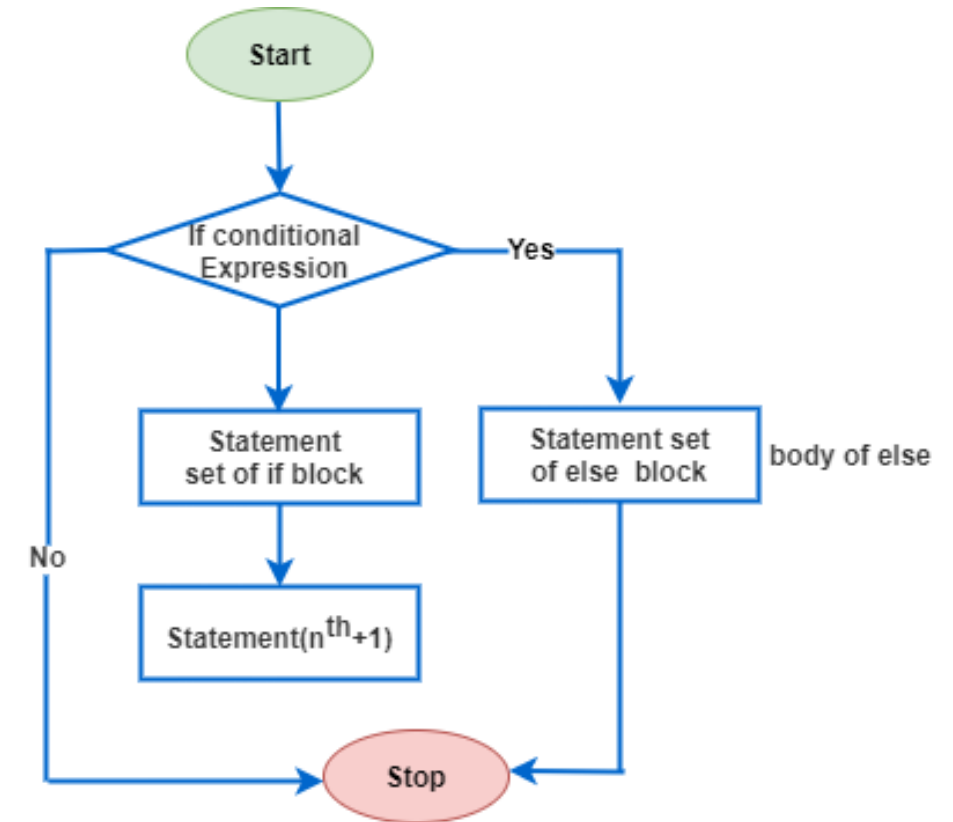 Start
If conditional
Expression
Yes
Statement
set of if block
Statement set
of else block
body of else
No
Statement(nth+1)
Stop